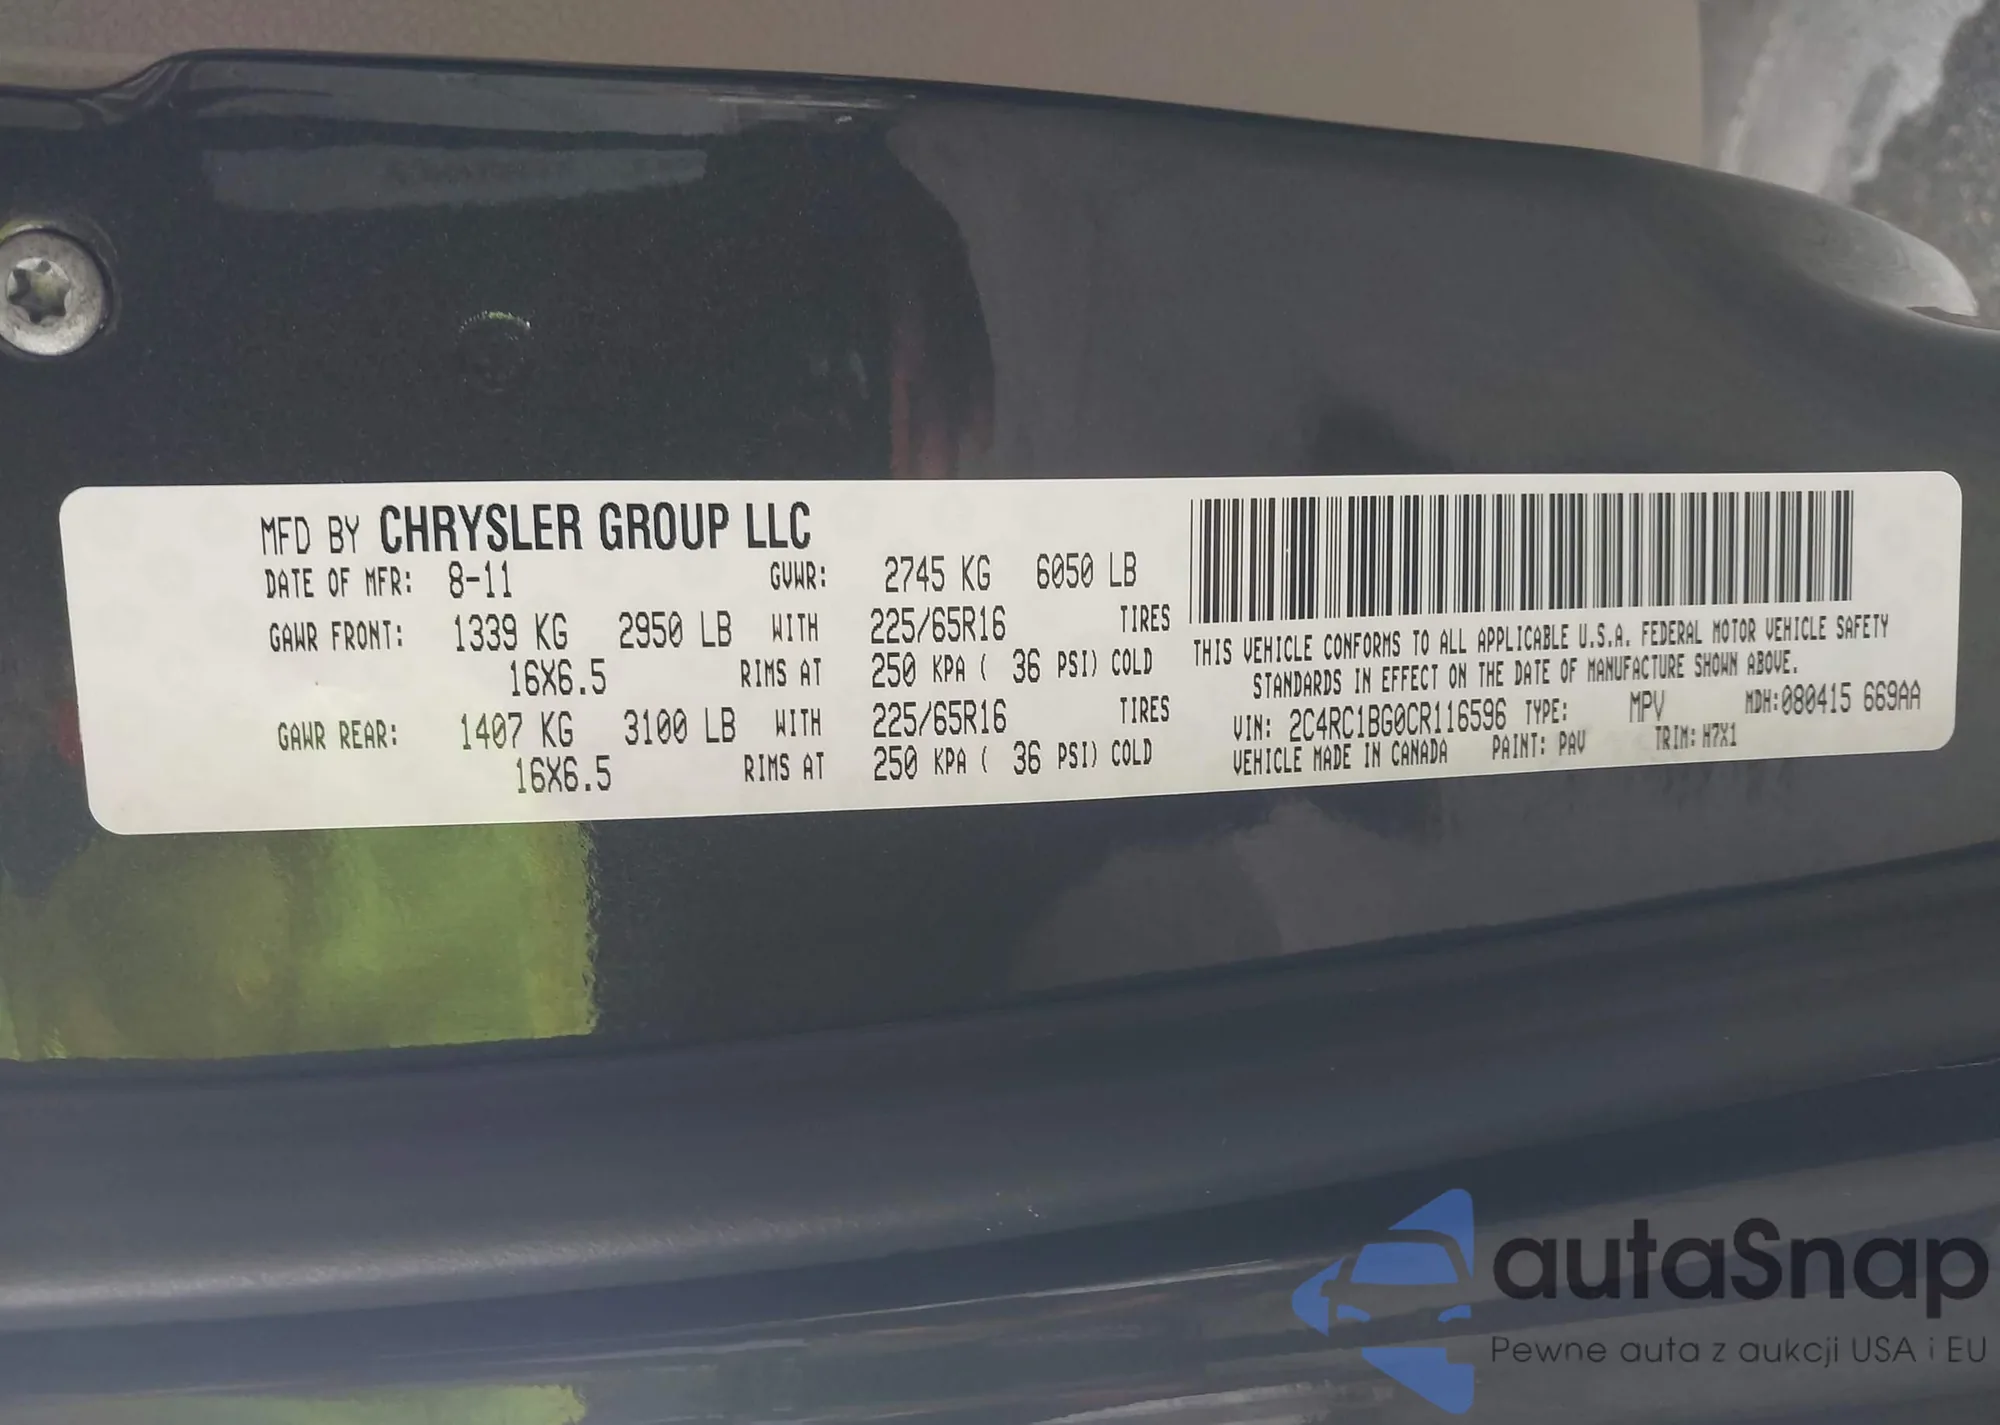 MFD BY CHRYSLER GROUP LLC
DATE OF MFR: 8-11 GVWR: 2745 KG 6050 LB
GAWR FRONT: 1339 KG 2950 LB WITH 225/65R16 TIRES
16X6.5 RIMS AT 250 KPA ( 36 PSI) COLD
GAWR REAR: 1407 KG 3100 LB WITH 225/65R16 TIRES
16X6.5 RIMS AT 250 KPA ( 36 PSI) COLD
THIS VEHICLE CONFORMS TO ALL APPLICABLE U.S.A. FEDERAL MOTOR VEHICLE SAFETY
STANDARDS IN EFFECT ON THE DATE OF MANUFACTURE SHOWN ABOVE.
VIN: 2C4RC1BG0CR116596 TYPE: MPV MDH:080415 669AA
VEHICLE MADE IN CANADA PAINT: PAV TRIM: H7X1
autaSnap
Pewne auta z aukcji USA i EU